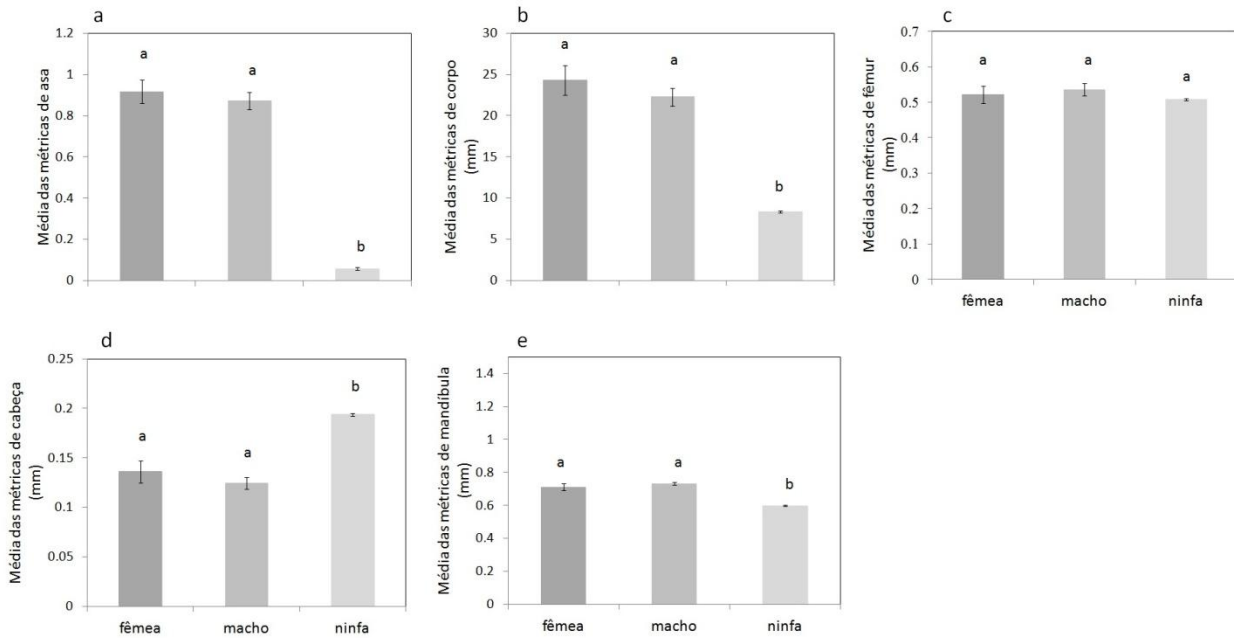 a
Média das métricas de asa
1.2
1
0.8
0.6
0.4
0.2
0
a
a
b
b
Média das métricas de corpo
(mm)
30
25
20
15
10
5
0
a
a
b
c
Média das métricas de fêmur
(mm)
0.7
0.6
0.5
0.4
0.3
0.2
0.1
0
a
a
a
fêmea
macho
ninfa
d
Média das métricas de cabeça
(mm)
0.25
0.2
0.15
0.1
0.05
0
a
a
b
fêmea
macho
ninfa
e
Média das métricas de mandíbula
(mm)
1.4
1.2
1
0.8
0.6
0.4
0.2
0
a
a
b
fêmea
macho
ninfa